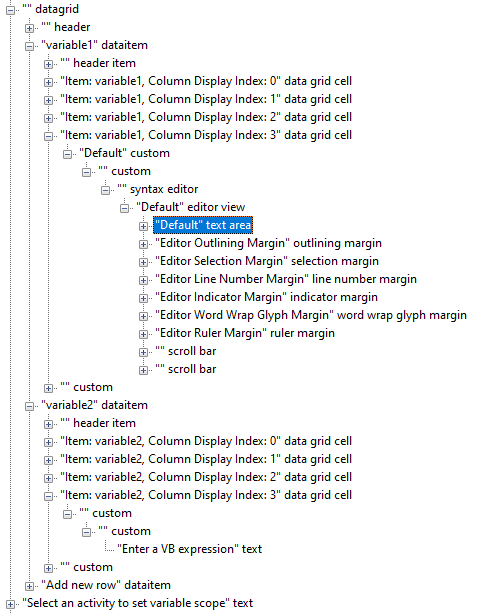 "" datagrid
"" header
"variable1" dataitem
"" header item
"Item: variable1, Column Display Index: 0" data grid cell
"Item: variable1, Column Display Index: 1" data grid cell
"Item: variable1, Column Display Index: 2" data grid cell
"Item: variable1, Column Display Index: 3" data grid cell
"Default" custom
"" custom
"" syntax editor
"Default" editor view
"Default" text area
"Editor Outlining Margin" outlining margin
"Editor Selection Margin" selection margin
"Editor Line Number Margin" line number margin
"Editor Indicator Margin" indicator margin
"Editor Word Wrap Glyph Margin" word wrap glyph margin
"Editor Ruler Margin" ruler margin
"" scroll bar
"" scroll bar
"" custom
"variable2" dataitem
"" header item
"Item: variable2, Column Display Index: 0" data grid cell
"Item: variable2, Column Display Index: 1" data grid cell
"Item: variable2, Column Display Index: 2" data grid cell
"Item: variable2, Column Display Index: 3" data grid cell
"" custom
"" custom
"Enter a VB expression" text
"" custom
"Add new row" dataitem
"Select an activity to set variable scope" text